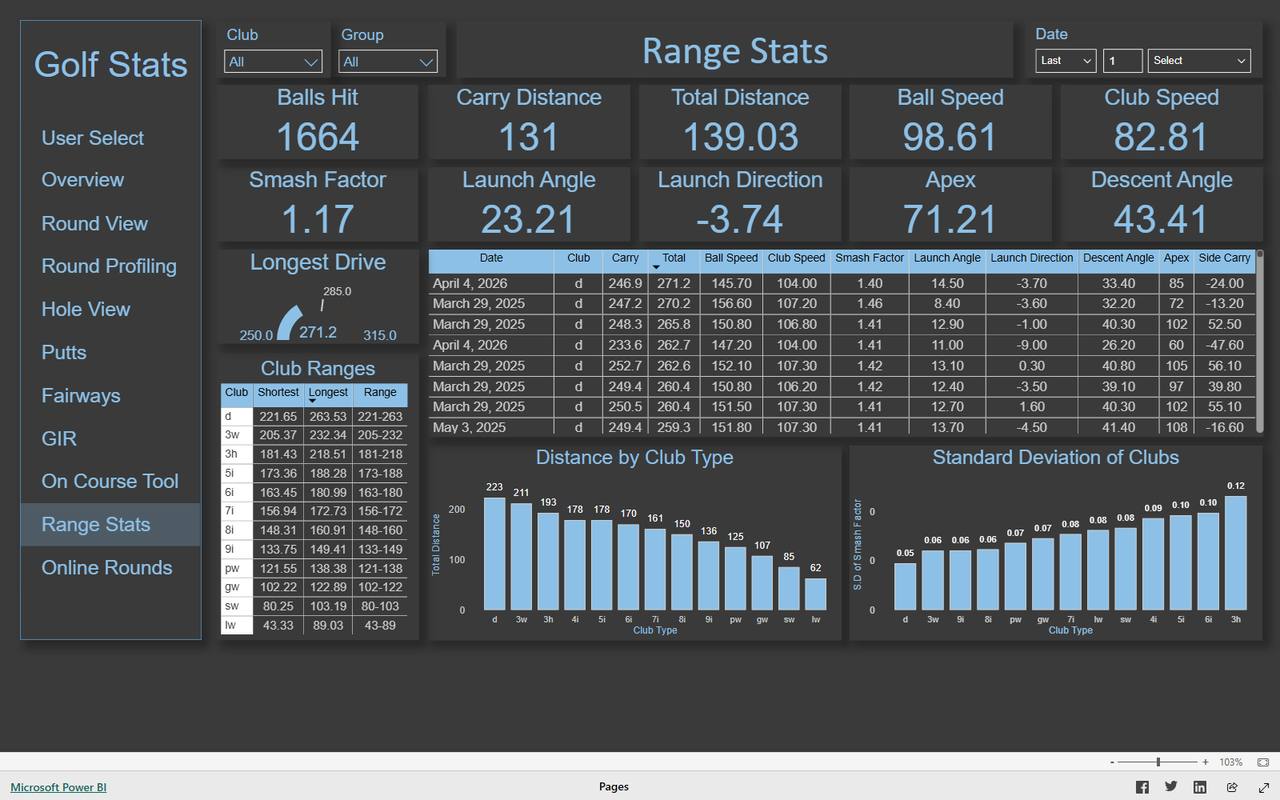 Golf Stats
User Select
Overview
Round View
Round Profiling
Hole View
Putts
Fairways
GIR
On Course Tool
Range Stats
Online Rounds
Club
All
Group
All
Range Stats
Date
Last 1 Select
Balls Hit
1664
Carry Distance
131
Total Distance
139.03
Ball Speed
98.61
Club Speed
82.81
Smash Factor
1.17
Launch Angle
23.21
Launch Direction
-3.74
Apex
71.21
Descent Angle
43.41
Longest Drive
285.0
250.0 271.2 315.0
Club Ranges
Club Shortest Longest Range
d 221.65 263.53 221-263
3w 205.37 232.34 205-232
3h 181.43 218.51 181-218
5i 173.36 188.28 173-188
6i 163.45 180.99 163-180
7i 156.94 172.73 156-172
8i 148.31 160.91 148-160
9i 133.75 149.41 133-149
pw 121.55 138.38 121-138
gw 102.22 122.89 102-122
sw 80.25 103.19 80-103
lw 43.33 89.03 43-89
Date Club Carry Total Ball Speed Club Speed Smash Factor Launch Angle Launch Direction Descent Angle Apex Side Carry
April 4, 2026 d 246.9 271.2 145.70 104.00 1.40 14.50 -3.70 33.40 85 -24.00
March 29, 2025 d 247.2 270.2 156.60 107.20 1.46 8.40 -3.60 32.20 72 -13.20
March 29, 2025 d 248.3 265.8 150.80 106.80 1.41 12.90 -1.00 40.30 102 52.50
April 4, 2026 d 233.6 262.7 147.20 104.00 1.41 11.00 -9.00 26.20 60 -47.60
March 29, 2025 d 252.7 262.6 152.10 107.30 1.42 13.10 0.30 40.80 105 56.10
March 29, 2025 d 249.4 260.4 150.80 106.20 1.42 12.40 -3.50 39.10 97 39.80
March 29, 2025 d 250.5 260.4 151.50 107.30 1.41 12.70 1.60 40.30 102 55.10
May 3, 2025 d 249.4 259.3 151.80 107.30 1.41 13.70 -4.50 41.40 108 -16.60
Distance by Club Type
Total Distance
200
100
0
223 211 193 178 178 170 161 150 136 125 107 85 62
d 3w 3h 4i 5i 6i 7i 8i 9i pw gw sw lw
Club Type
Standard Deviation of Clubs
S.D of Smash Factor
0
0
0
0.05 0.06 0.06 0.06 0.07 0.07 0.08 0.08 0.08 0.09 0.10 0.10 0.12
d 3w 9i 8i pw gw 7i lw sw 4i 5i 6i 3h
Club Type
- + 103%
Microsoft Power BI
Pages